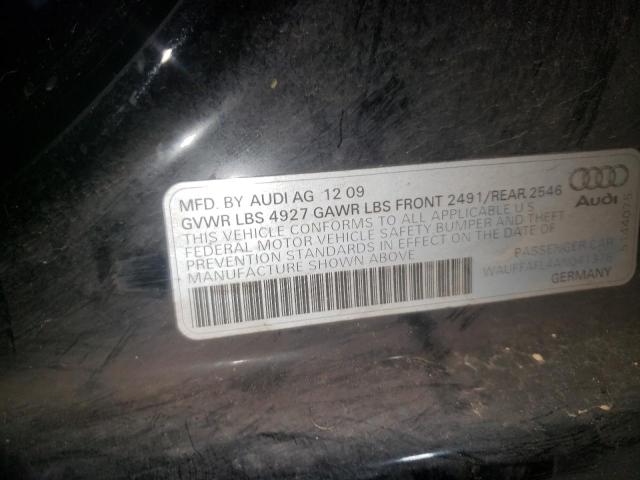 MFD. BY AUDI AG 12 09
GVWR LBS 4927 GAWR LBS FRONT 2491/REAR 2546
THIS VEHICLE CONFORMS TO ALL APPLICABLE U S
FEDERAL MOTOR VEHICLE SAFETY BUMPER AND THEFT
PREVENTION STANDARDS IN EFFECT ON THE DATE OF
MANUFACTURE SHOWN ABOVE
Audi
PASSENGER CAR
GERMANY